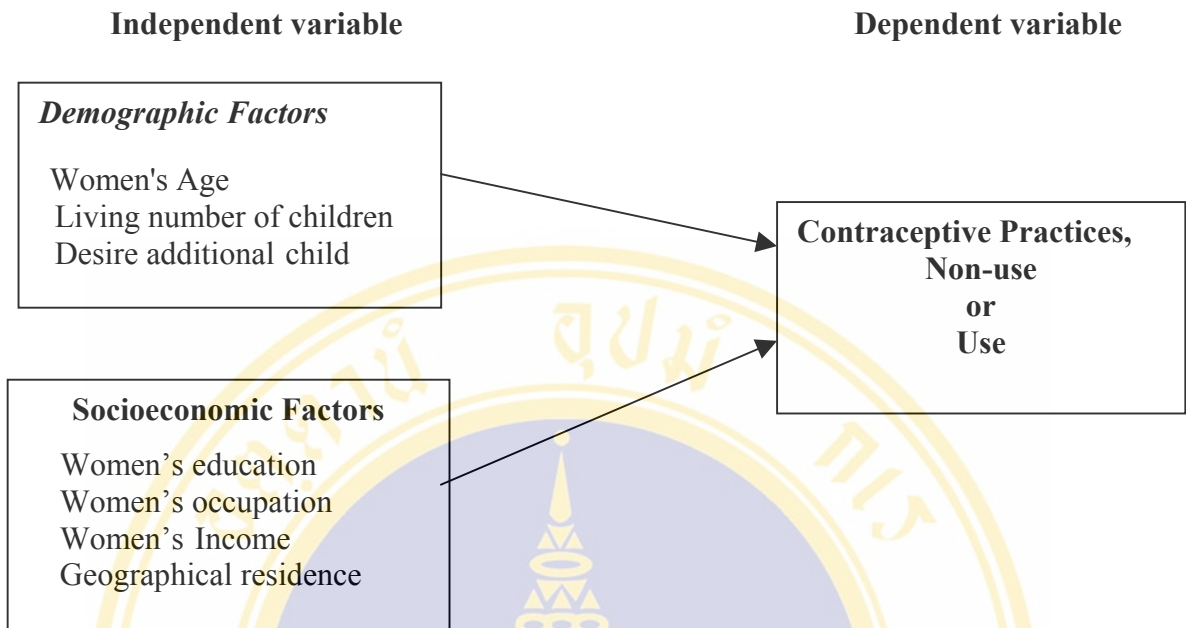 Independent variable
Dependent variable
Demographic Factors
Women's Age
Living number of children
Desire additional child
Contraceptive Practices,
Non-use
or
Use
Socioeconomic Factors
Women’s education
Women’s occupation
Women’s Income
Geographical residence